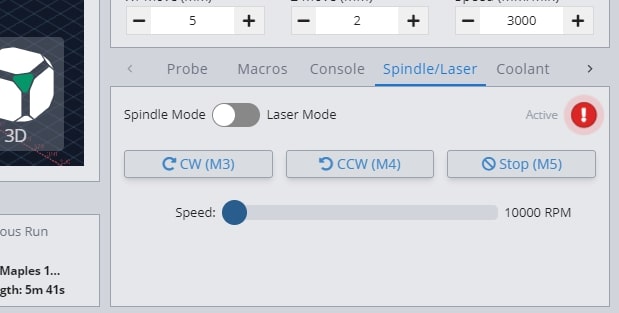 5
2
3000
Probe
Macros
Console
Spindle/Laser
Coolant
Spindle Mode
Laser Mode
Active
3D
CW (M3)
CCW (M4)
Stop (M5)
Speed:
10000 RPM
ous Run
Maples 1...
gth: 5m 41s